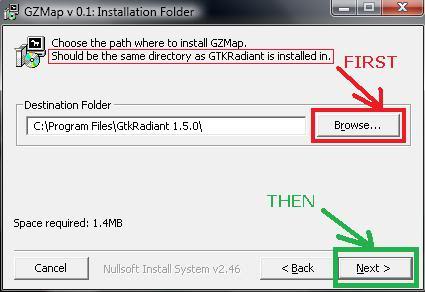 GZMap v 0.1: Installation Folder
Choose the path where to install GZMap.
Should be the same directory as GTKRadiant is installed in.
FIRST
Destination Folder
C:\Program Files\GtkRadiant 1.5.0\
Browse...
THEN
Space required: 1.4MB
Cancel
Nullsoft Install System v2.46
< Back
Next >